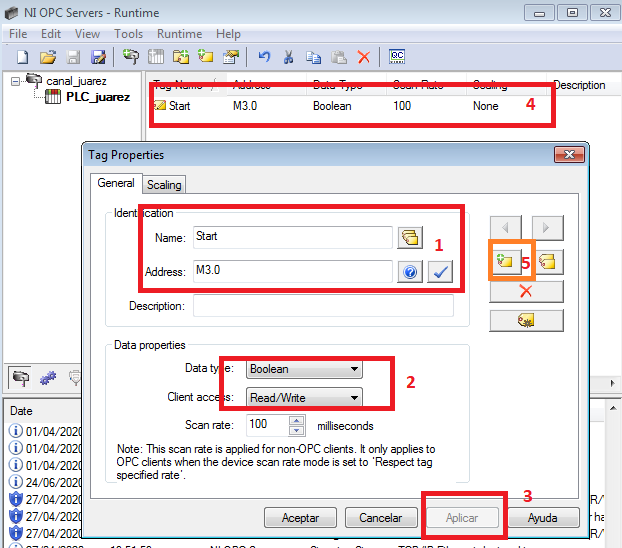 NI OPC Servers - Runtime
File Edit View Tools Runtime Help
QC
canal_juarez
PLC_juarez
Tag Name Address Data Type Scan Rate Scaling Description
Start M3.0 Boolean 100 None
4
Tag Properties
General Scaling
Identification
Name: Start
1
Address: M3.0
5
Description:
Data properties
Data type: Boolean
2
Client access: Read/Write
Scan rate: 100 milliseconds
Note: This scan rate is applied for non-OPC clients. It only applies to
OPC clients when the device scan rate mode is set to 'Respect tag
specified rate'.
3
Aceptar Cancelar Aplicar Ayuda
Date
01/04/2020
01/04/2020
01/04/2020
24/06/2020
27/04/2020
27/04/2020
27/04/2020